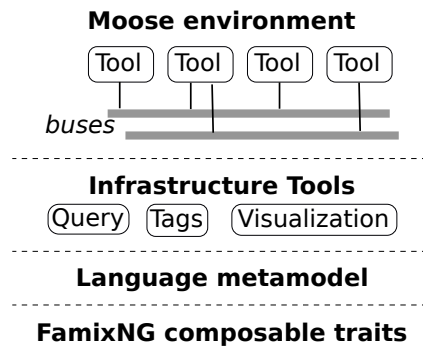 Moose environment
Tool Tool Tool Tool
buses
Infrastructure Tools
Query Tags Visualization
Language metamodel
FamixNG composable traits